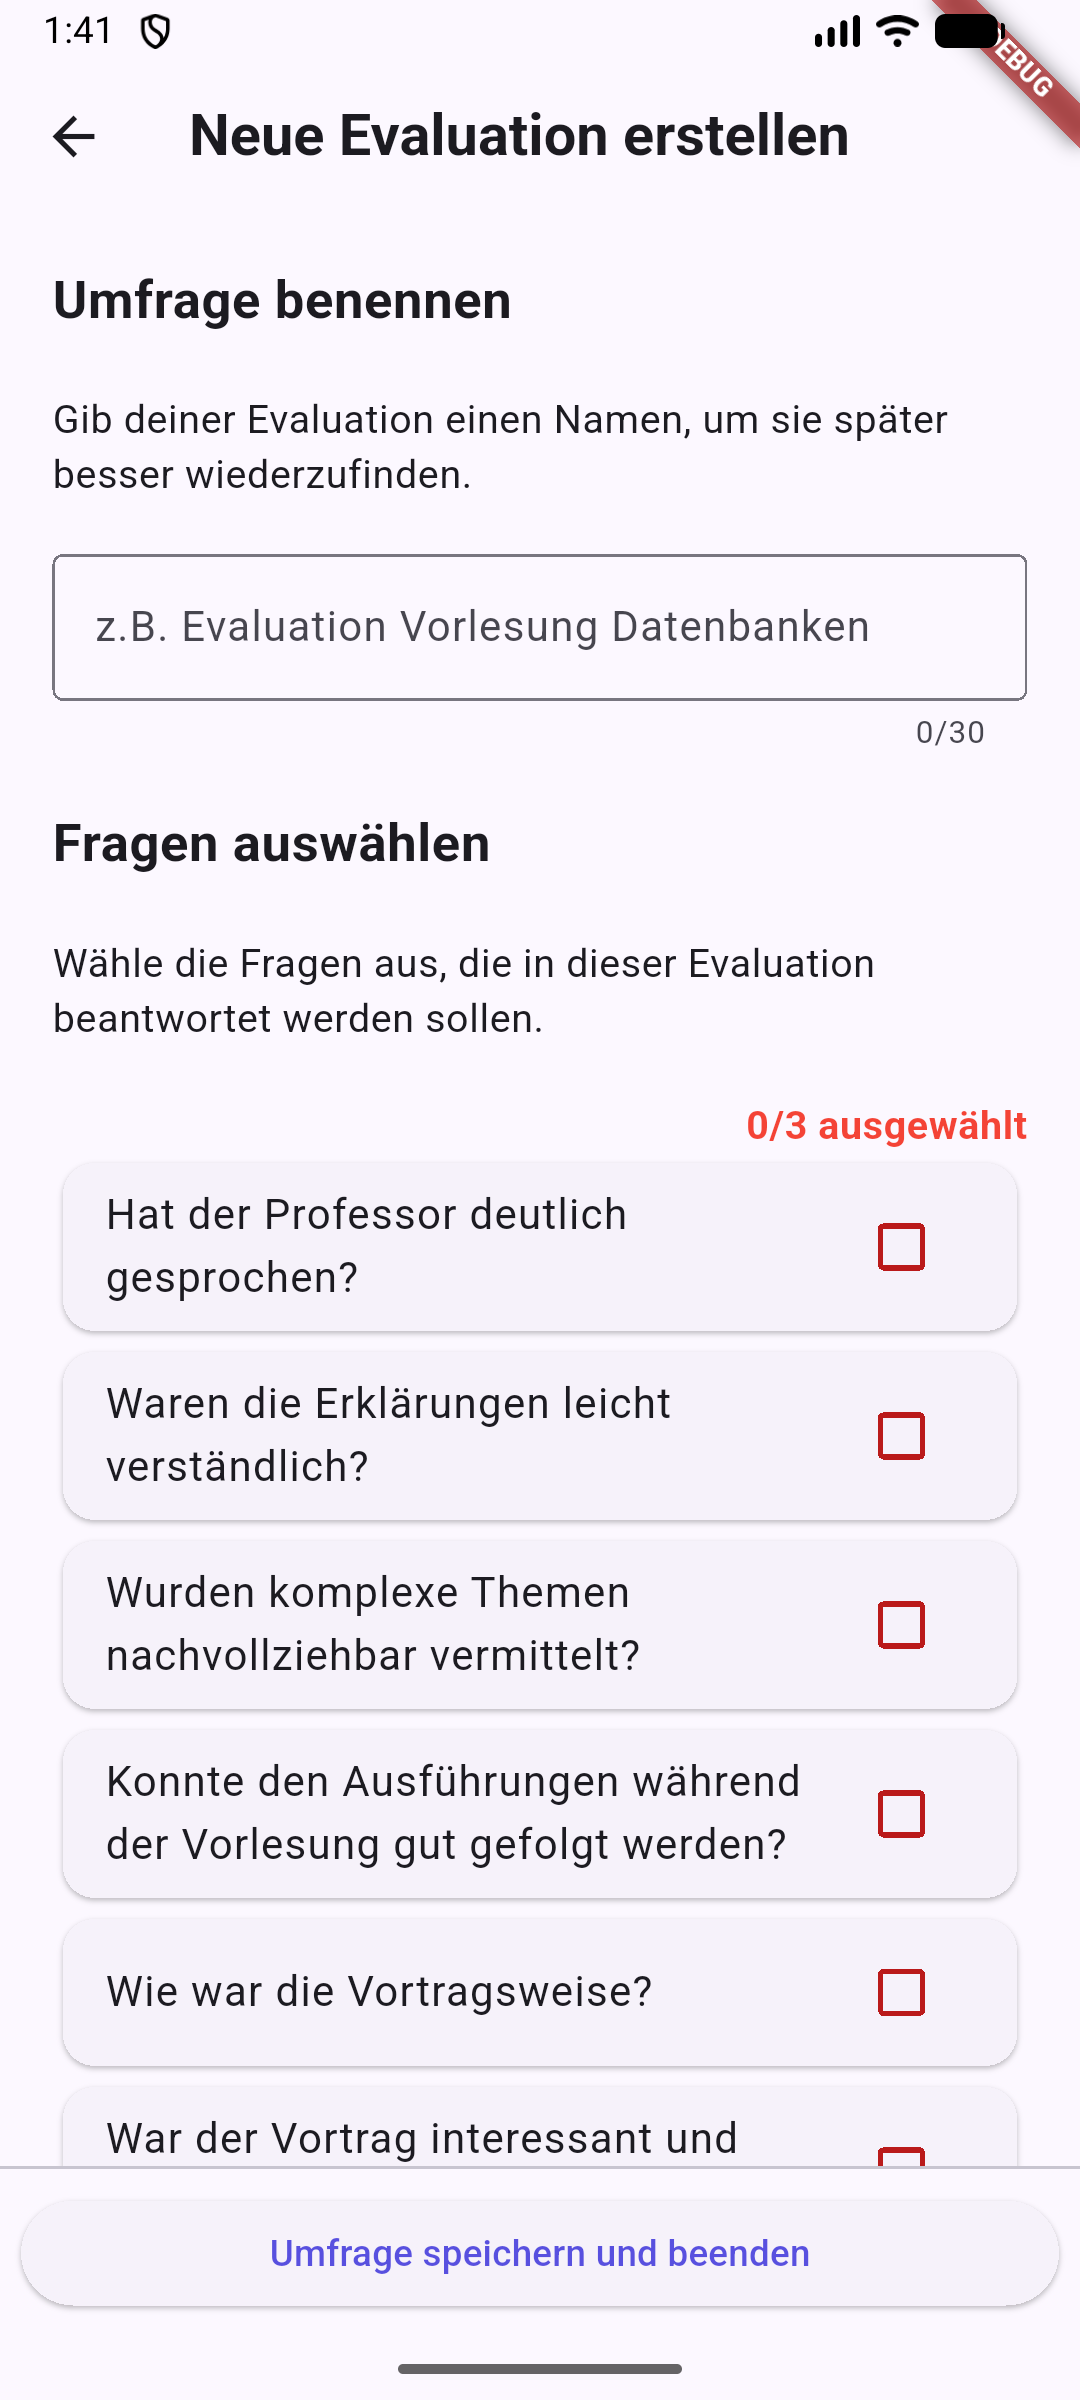 1:41
EBUG
Neue Evaluation erstellen
Umfrage benennen
Gib deiner Evaluation einen Namen, um sie später
besser wiederzufinden.
z.B. Evaluation Vorlesung Datenbanken
0/30
Fragen auswählen
Wähle die Fragen aus, die in dieser Evaluation
beantwortet werden sollen.
0/3 ausgewählt
Hat der Professor deutlich
gesprochen?
Waren die Erklärungen leicht
verständlich?
Wurden komplexe Themen
nachvollziehbar vermittelt?
Konnte den Ausführungen während
der Vorlesung gut gefolgt werden?
Wie war die Vortragsweise?
War der Vortrag interessant und
Umfrage speichern und beenden